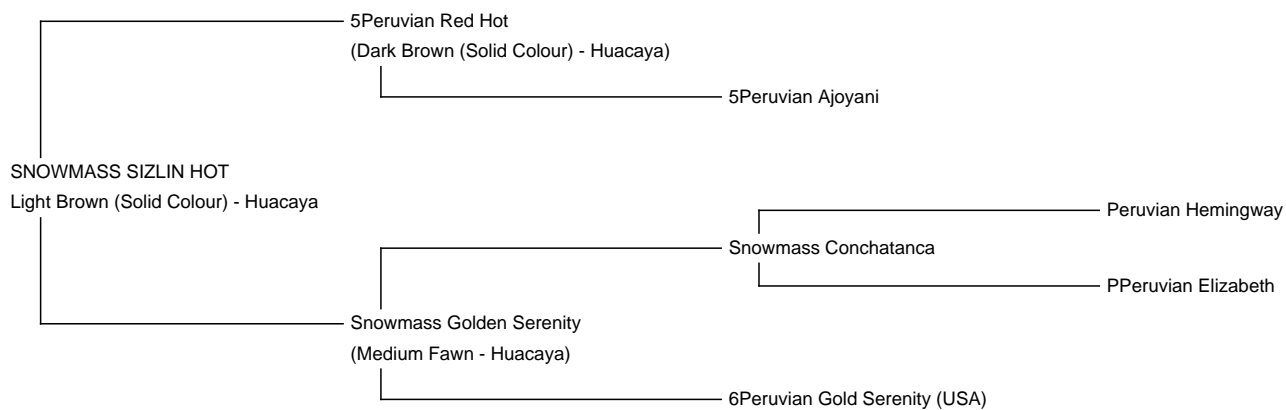 5Peruvian Red Hot
(Dark Brown (Solid Colour) - Huacaya)
5Peruvian Ajoyani
SNOWMASS SIZLIN HOT
Light Brown (Solid Colour) - Huacaya
Peruvian Hemingway
Snowmass Conchatanca
PPeruvian Elizabeth
Snowmass Golden Serenity
(Medium Fawn - Huacaya)
6Peruvian Gold Serenity (USA)